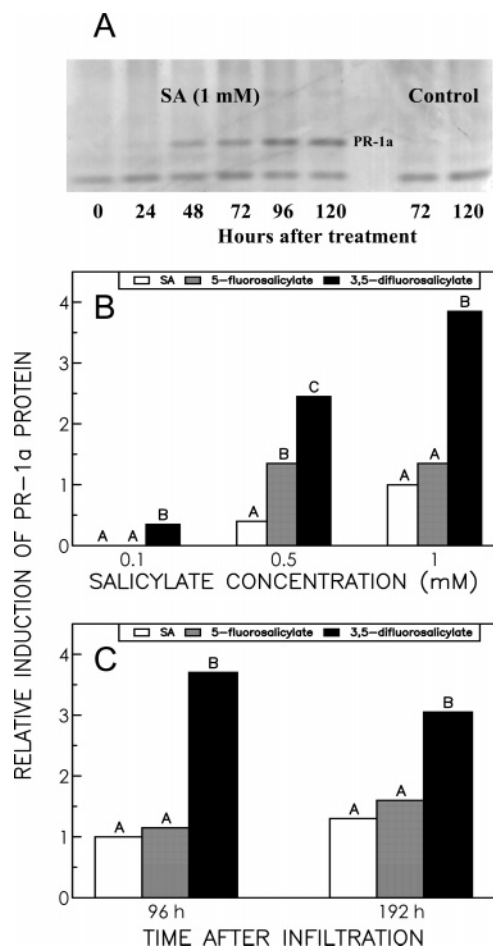 A
SA (1 mM) Control
PR-1a
0 24 48 72 96 120 72 120
Hours after treatment
RELATIVE INDUCTION OF PR-1a PROTEIN
B
SA 5-fluorosalicylate 3,5-difluorosalicylate
4
3
2
1
0
A A B
A B C
A A B
0.1 0.5 1
SALICYLATE CONCENTRATION (mM)
C
SA 5-fluorosalicylate 3,5-difluorosalicylate
4
3
2
1
0
A A B
A A B
96 h 192 h
TIME AFTER INFILTRATION